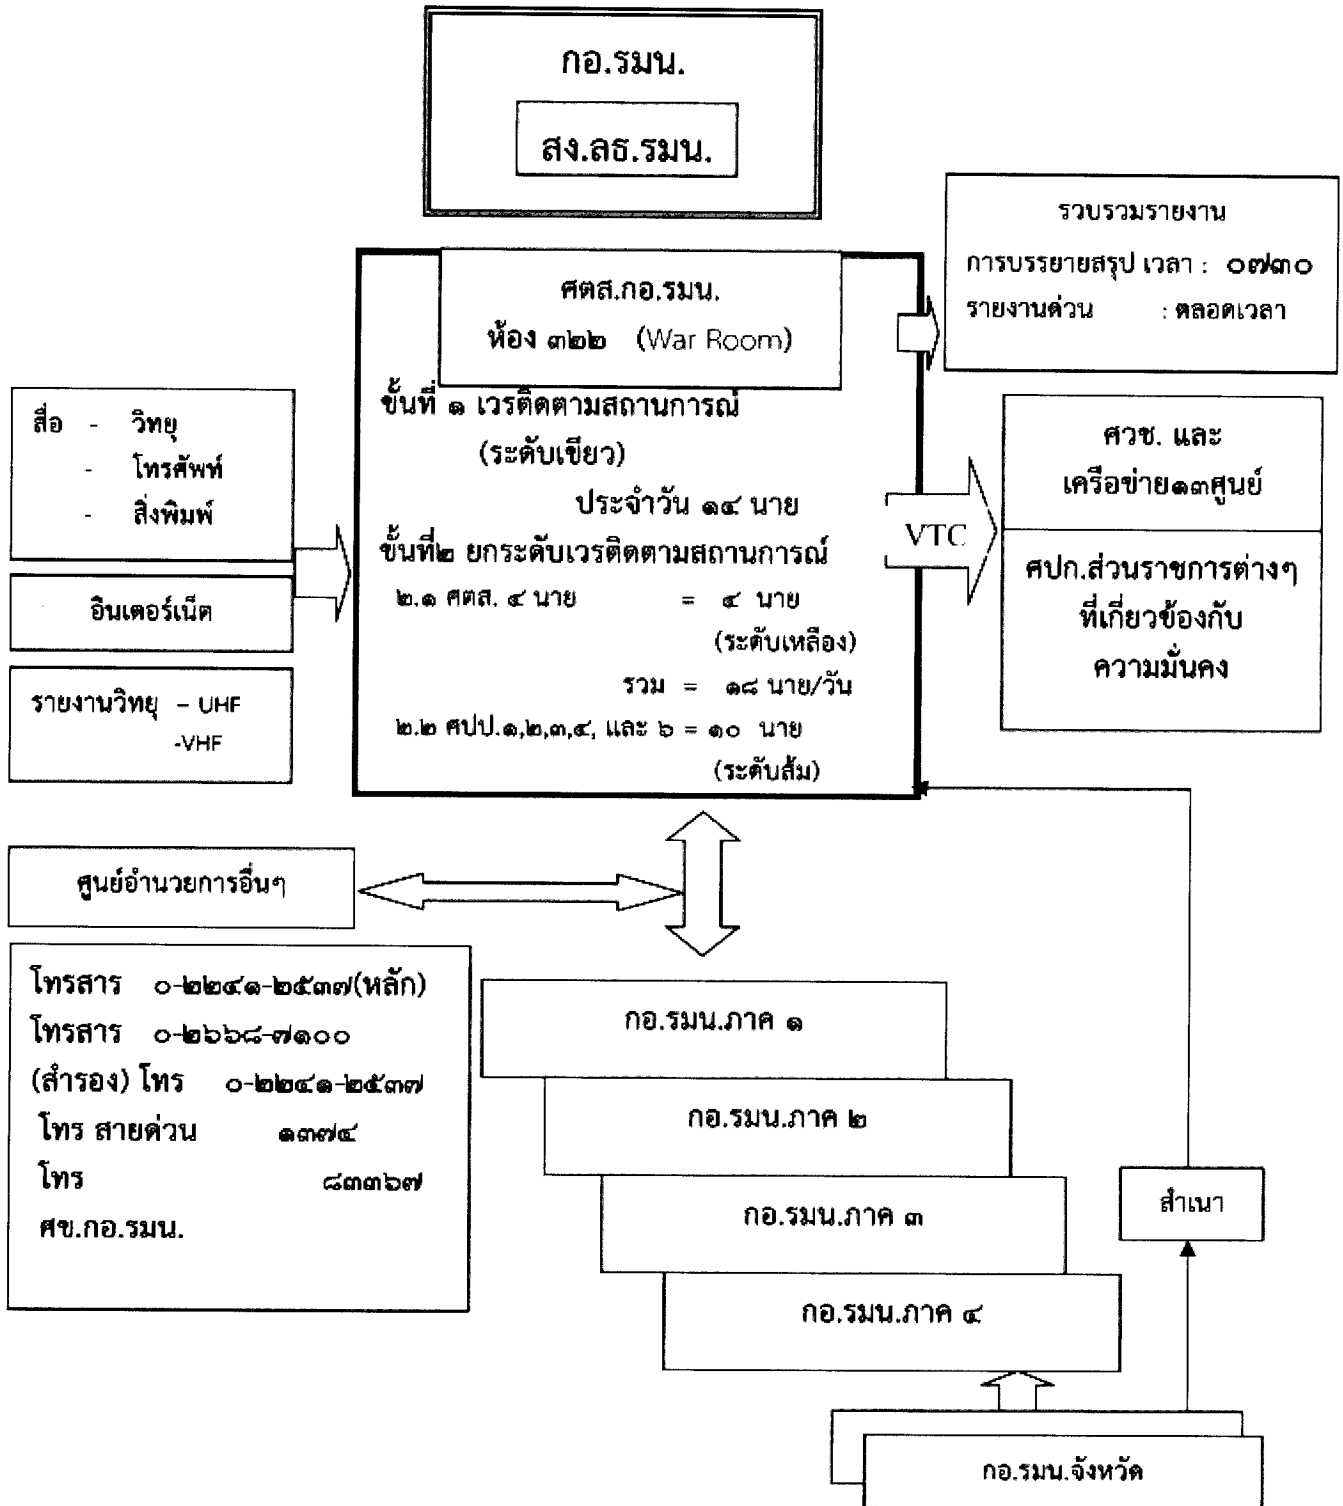 กอ.รมน.
สง.ลธ.รมน.
รวบรวมรายงาน
การบรรยายสรุป เวลา : ๐๗๓๐
รายงานด่วน : ตลอดเวลา
ศตส.กอ.รมน.
ห้อง ๓๒๒ (War Room)
ขั้นที่ ๑ เวรติดตามสถานการณ์
(ระดับเขียว)
ประจำวัน ๑๔ นาย
ขั้นที่๒ ยกระดับเวรติดตามสถานการณ์
๒.๑ ศตส. ๔ นาย = ๔ นาย
(ระดับเหลือง)
รวม = ๑๘ นาย/วัน
๒.๒ ศปป.๑,๒,๓,๔, และ ๖ = ๑๐ นาย
(ระดับส้ม)
สื่อ - วิทยุ
- โทรศัพท์
- สิ่งพิมพ์
อินเตอร์เน็ต
รายงานวิทยุ – UHF
-VHF
VTC
ศวช. และ
เครือข่าย๑๓ศูนย์
ศปก.ส่วนราชการต่างๆ
ที่เกี่ยวข้องกับ
ความมั่นคง
ศูนย์อำนวยการอื่นๆ
โทรสาร ๐-๒๒๔๑-๒๕๓๗(หลัก)
โทรสาร ๐-๒๖๖๘-๗๑๐๐
(สำรอง) โทร ๐-๒๒๔๑-๒๕๓๗
โทร สายด่วน ๑๓๗๔
โทร ๘๓๓๖๗
ศข.กอ.รมน.
กอ.รมน.ภาค ๑
กอ.รมน.ภาค ๒
กอ.รมน.ภาค ๓
กอ.รมน.ภาค ๔
สำเนา
กอ.รมน.จังหวัด